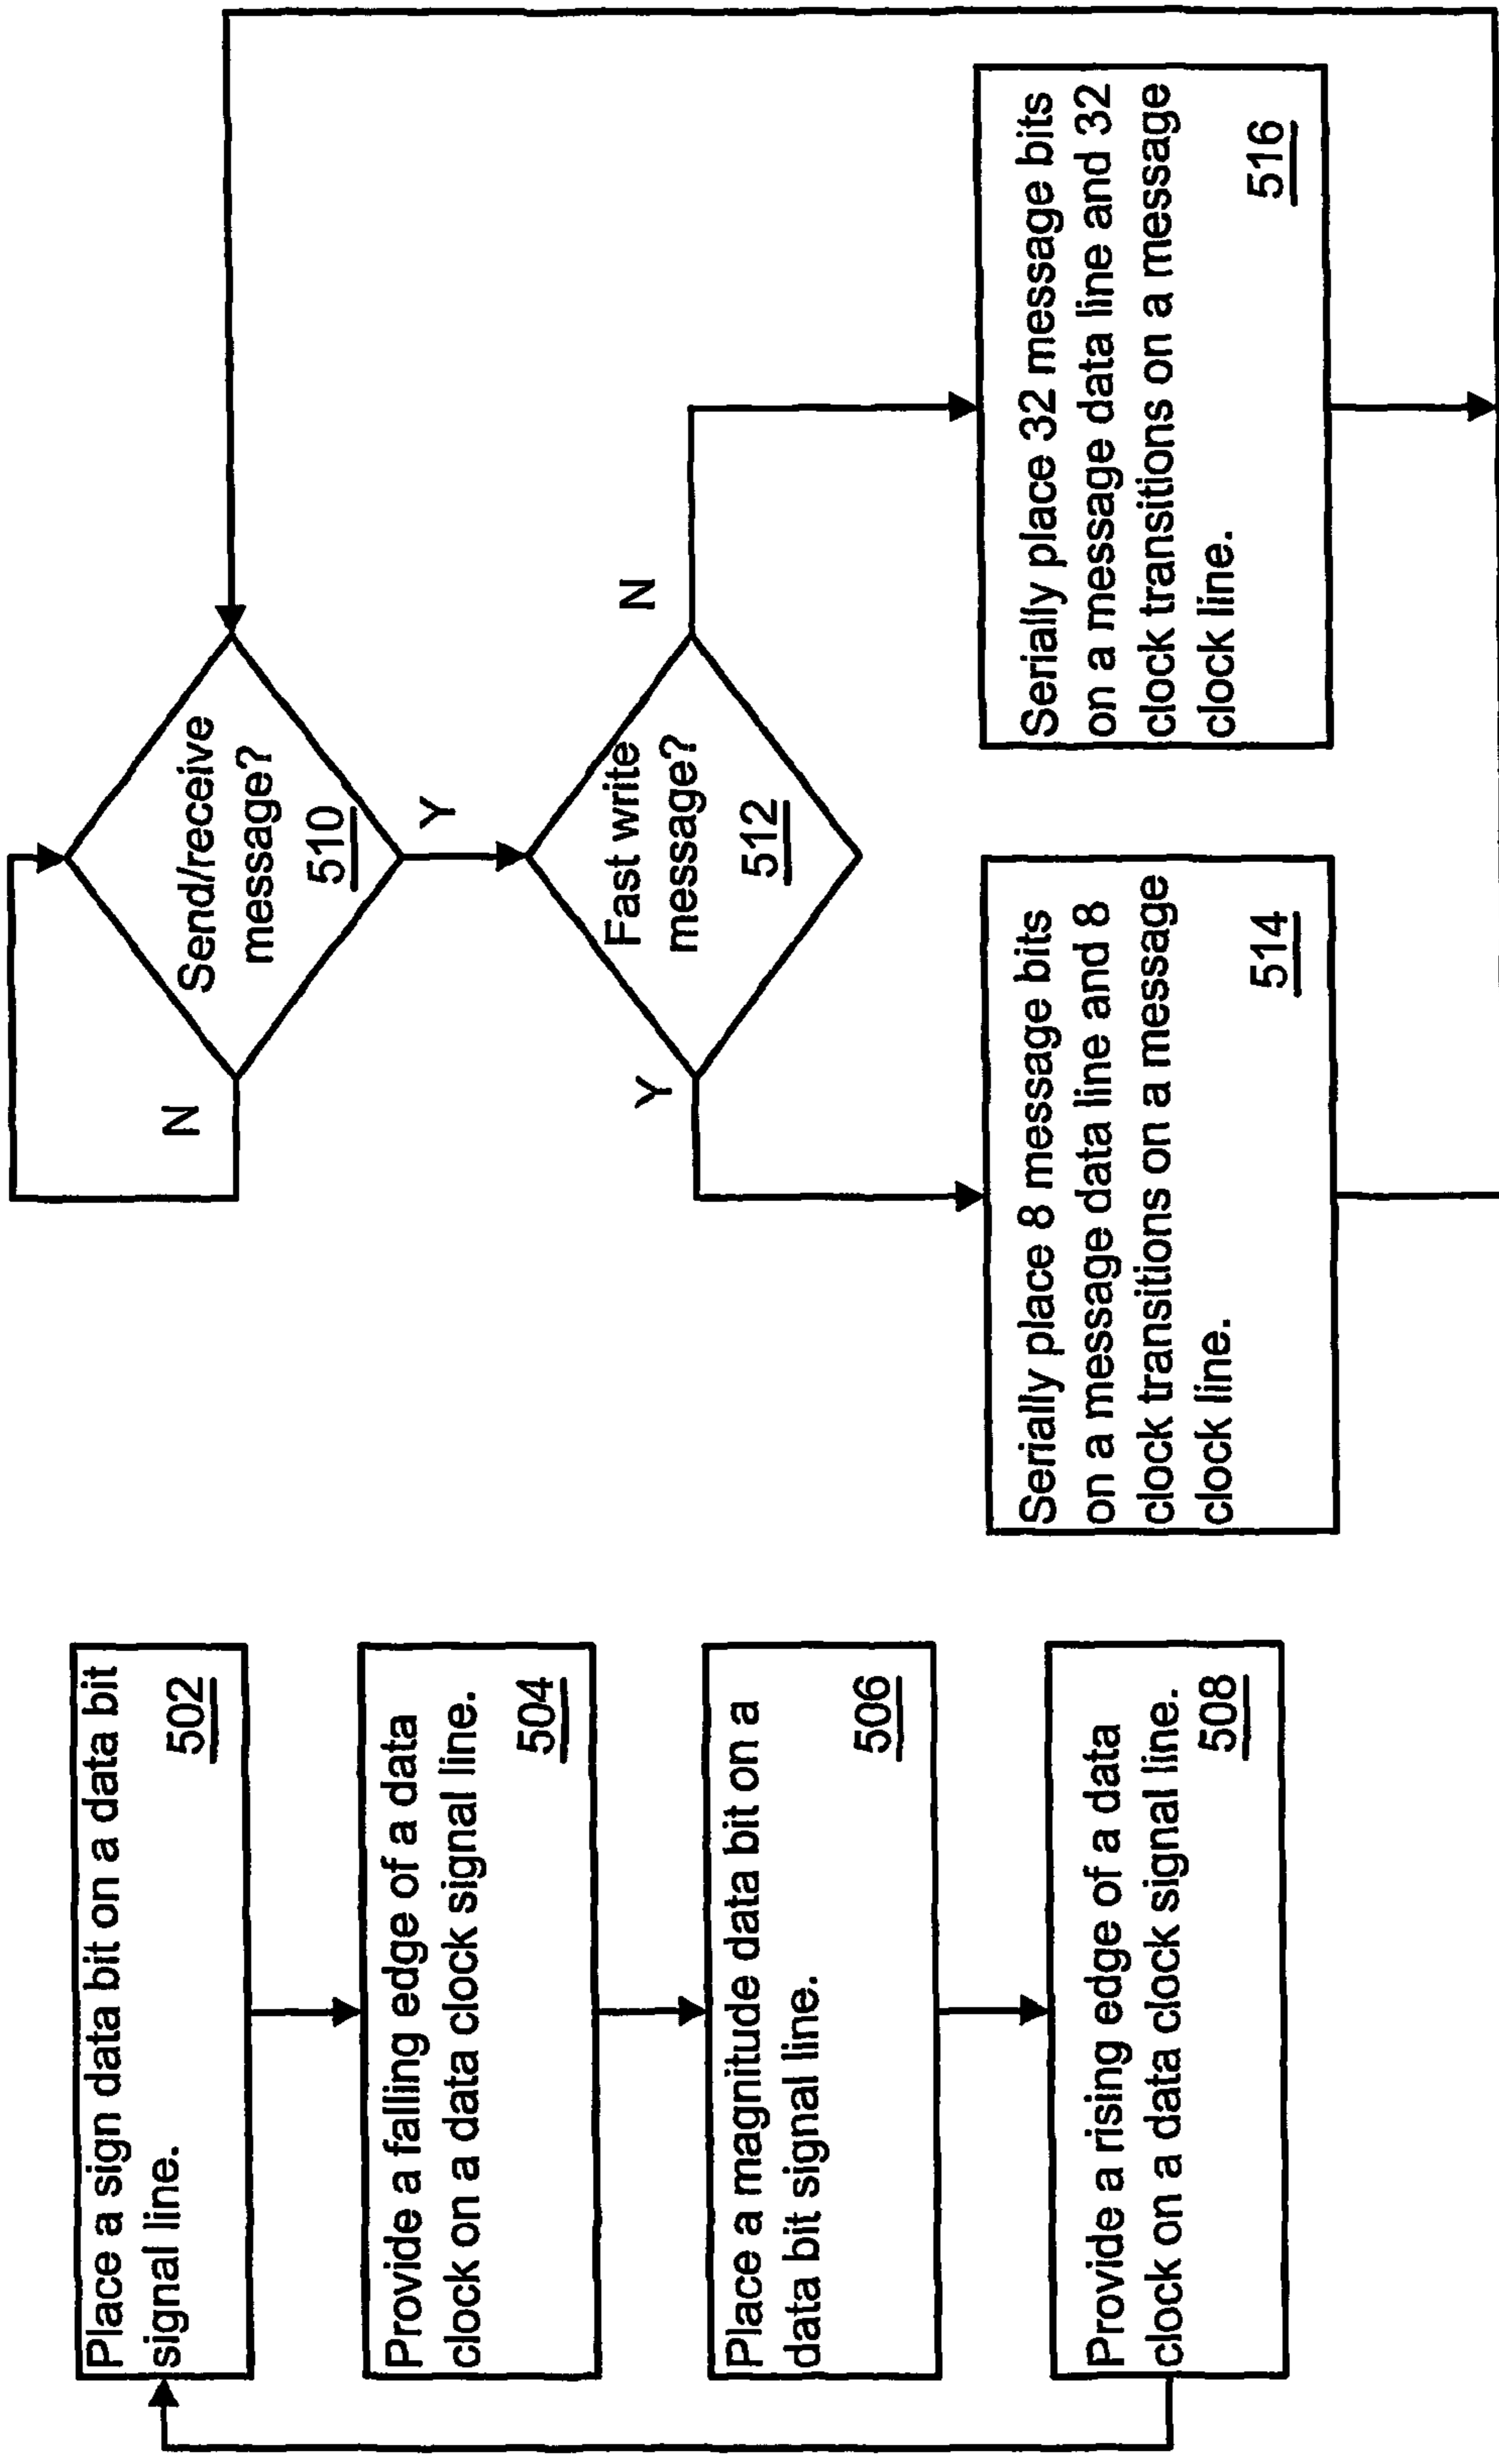 Place a sign data bit on a data bit
signal line.
502
Provide a falling edge of a data
clock on a data clock signal line.
504
Place a magnitude data bit on a
data bit signal line.
506
Provide a rising edge of a data
clock on a data clock signal line.
508
Send/receive
message?
510
N
Y
Fast write
message?
512
Y
N
Serially place 8 message bits
on a message data line and 8
clock transitions on a message
clock line.
514
Serially place 32 message bits
on a message data line and 32
clock transitions on a message
clock line.
516